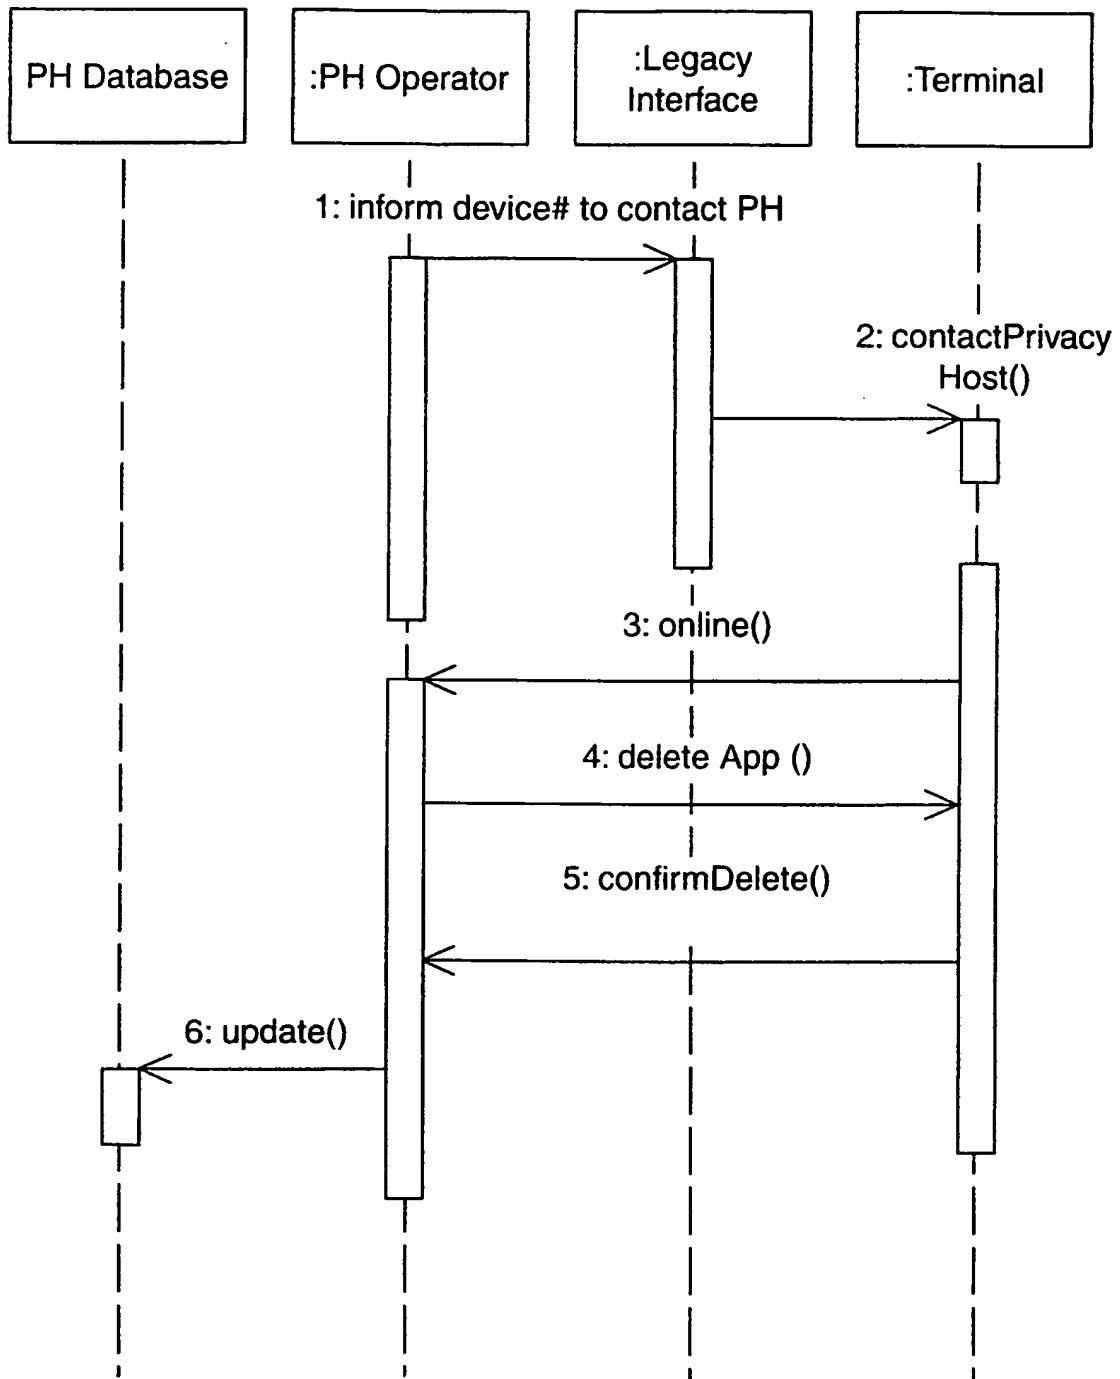 PH Database
:PH Operator
:Legacy
Interface
:Terminal
1: inform device# to contact PH
2: contactPrivacy
Host()
3: online()
4: delete App ()
5: confirmDelete()
6: update()